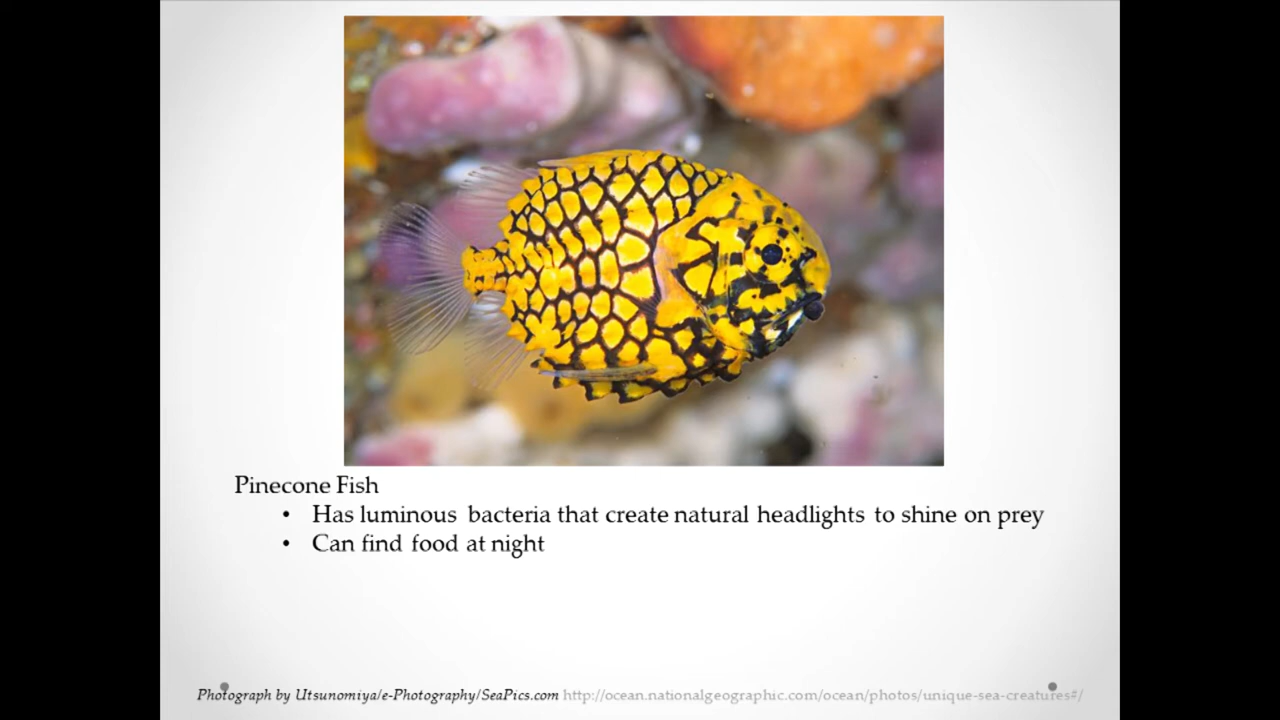 Pinecone Fish
• Has luminous bacteria that create natural headlights to shine on prey
• Can find food at night
Photograph by Utsunomiya/e-Photography/SeaPics.com http://ocean.nationalgeographic.com/ocean/photos/unique-sea-creatures#/